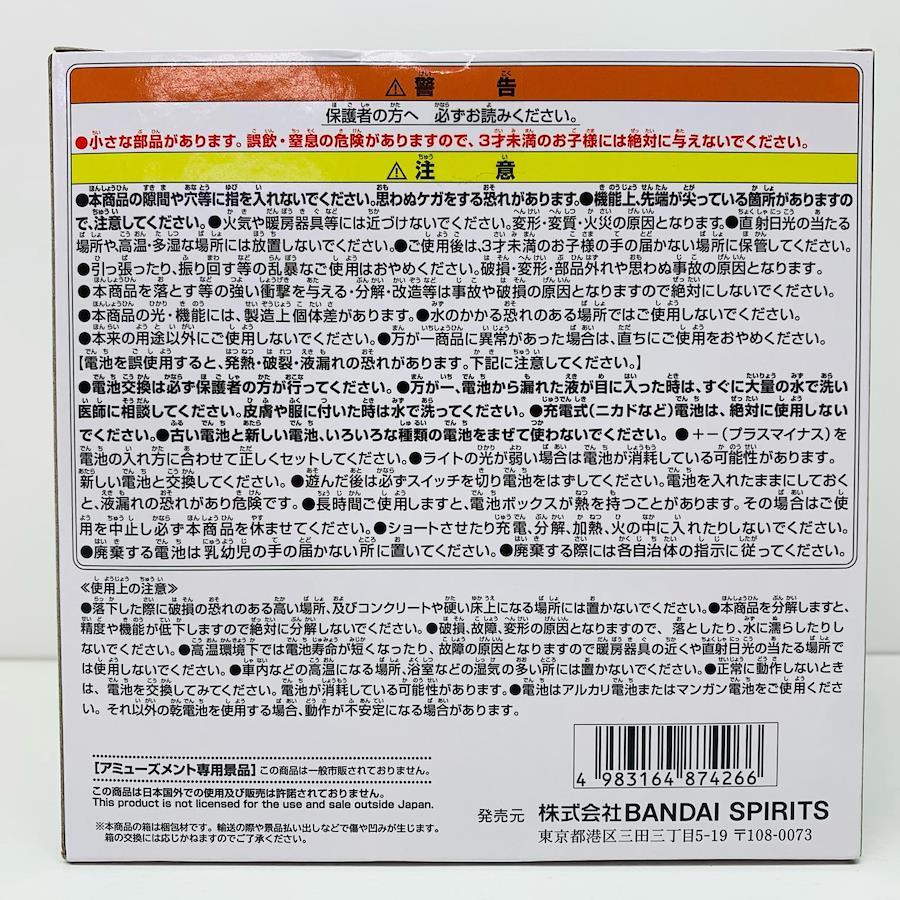 ⚠ 警告
保護者の方へ 必ずお読みください。
●小さな部品があります。誤飲・窒息の危険がありますので、3才未満のお子様には絶対に与えないでください。
⚠ 注意
●本商品の隙間や穴等に指を入れないでください。思わぬケガをする恐れがあります。●機能上、先端が尖っている箇所がありますの
で、注意してください。●火気や暖房器具等には近づけないでください。変形・変質・火災の原因となります。●直射日光の当たる
場所や、高温・多湿な場所には放置しないでください。●ご使用後は、3才未満のお子様の手の届かない場所に保管してください。
●引っ張ったり、振り回す等の乱暴なご使用はおやめください。破損・変形・部品外れや思わぬ事故の原因となります。
●本商品を落とす等の強い衝撃を与える・分解・改造等は事故や破損の原因となりますので絶対にしないでください。
●本商品の光・機能には、製造上個体差があります。●水のかかる恐れのある場所ではご使用しないでください。
●本来の用途以外にご使用しないでください。●万が一商品に異常があった場合は、直ちにご使用をおやめください。
【電池を誤使用すると、発熱・破裂・液漏れの恐れがあります。下記に注意してください。】
●電池交換は必ず保護者の方が行ってください。●万が一、電池から漏れた液が目に入った時は、すぐに大量の水で洗い
医師に相談してください。皮膚や服に付いた時は水で洗ってください。●充電式(ニカドなど)電池は、絶対に使用しない
でください。●古い電池と新しい電池、いろいろな種類の電池をまぜて使わないでください。●+-(プラスマイナス)を
電池の入れ方に合わせて正しくセットしてください。●ライトの光が弱い場合は電池が消耗している可能性があります。
新しい電池と交換してください。●遊んだ後は必ずスイッチを切り電池をはずしてください。電池を入れたままにしておく
と、液漏れの恐れがあり危険です。●長時間ご使用しますと、電池ボックスが熱を持つことがあります。その場合はご使
用を中止し必ず本商品を休ませてください。●ショートさせたり充電、分解、加熱、火の中に入れたりしないでください。
●廃棄する電池は乳幼児の手の届かない所に置いてください。●廃棄する際には各自治体の指示に従ってください。
≪使用上の注意≫
●落下した際に破損の恐れのある高い場所、及びコンクリートや硬い床上になる場所には置かないでください。●本商品を分解しますと、
精度や機能が低下しますので絶対に分解しないでください。●破損、故障、変形の原因となりますので、落としたり、水に濡らしたりし
ないでください。●高温環境下では電池寿命が短くなったり、故障の原因となりますので暖房器具の近くや直射日光の当たる場所で
は使用しないでください。●車内などの高温になる場所、浴室などの湿気の多い所には置かないでください。●正常に動作しないときに
は、電池を交換してみてください。電池が消耗している可能性があります。●電池はアルカリ電池またはマンガン電池をご使用くださ
い。それ以外の乾電池を使用する場合、動作が不安定になる場合があります。
【アミューズメント専用景品】この商品は一般市販されておりません。
この商品は日本国外での使用及び販売は許諾されておりません。
This product is not licensed for the use and sale outside Japan.
※本商品の箱は梱包材です。輸送の際や景品払い出しなどで傷や凹みが生じます。
箱の交換には応じかねますのでご了承ください。
4 983164 874266
発売元 株式会社BANDAI SPIRITS
東京都港区三田三丁目5-19 〒108-0073